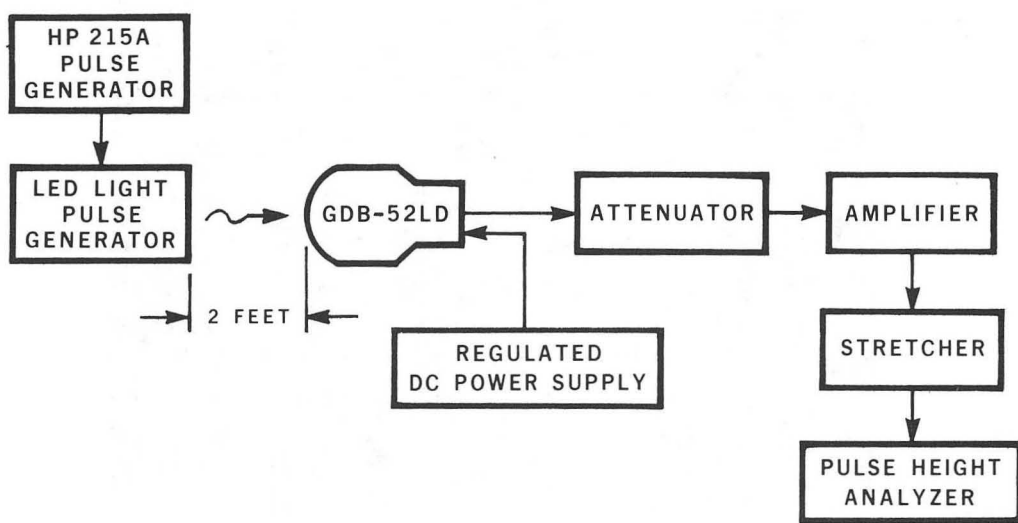 HP 215A
PULSE
GENERATOR
LED LIGHT
PULSE
GENERATOR
GDB-52LD
ATTENUATOR
AMPLIFIER
2 FEET
REGULATED
DC POWER SUPPLY
STRETCHER
PULSE HEIGHT
ANALYZER